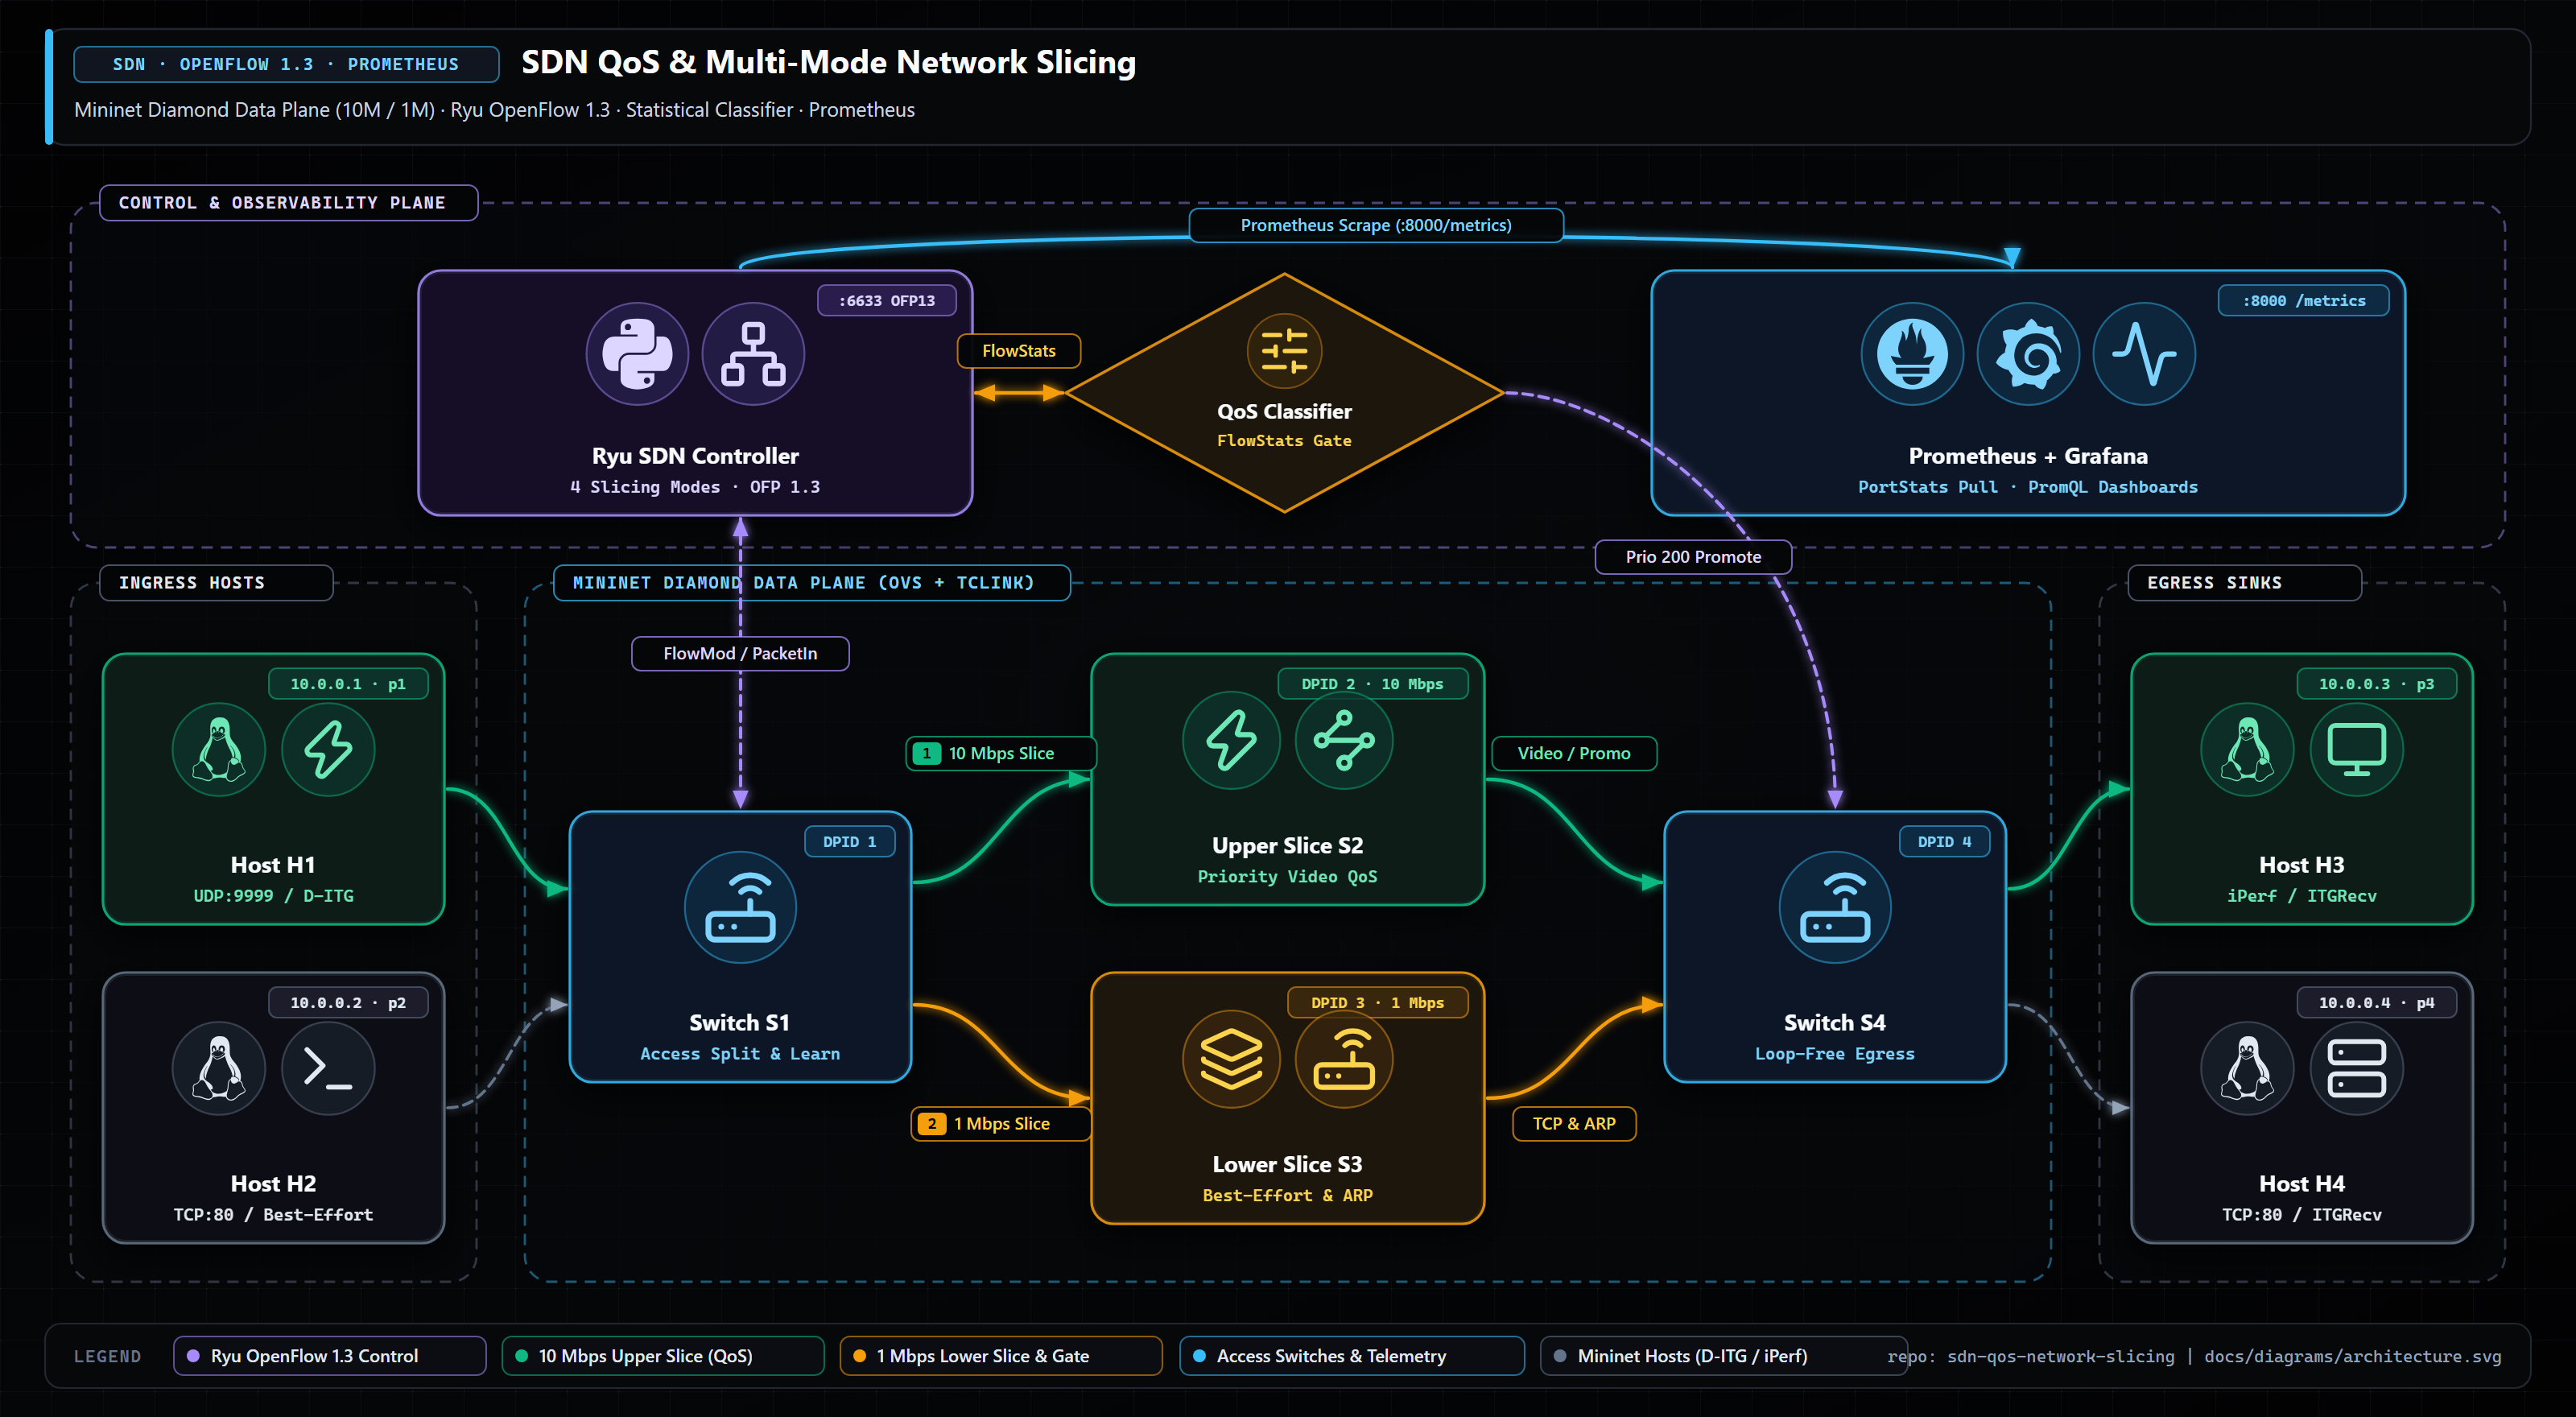 SDN · OPENFLOW 1.3 · PROMETHEUS
SDN QoS & Multi-Mode Network Slicing
Mininet Diamond Data Plane (10M / 1M) · Ryu OpenFlow 1.3 · Statistical Classifier · Prometheus
CONTROL & OBSERVABILITY PLANE
Prometheus Scrape (:8000/metrics)
:6633 OFP13
Ryu SDN Controller
4 Slicing Modes · OFP 1.3
FlowStats
QoS Classifier
FlowStats Gate
:8000 /metrics
Prometheus + Grafana
PortStats Pull · PromQL Dashboards
Prio 200 Promote
INGRESS HOSTS
MININET DIAMOND DATA PLANE (OVS + TCLINK)
EGRESS SINKS
FlowMod / PacketIn
10.0.0.1 · p1
Host H1
UDP:9999 / D-ITG
10.0.0.2 · p2
Host H2
TCP:80 / Best-Effort
DPID 1
Switch S1
Access Split & Learn
1 10 Mbps Slice
2 1 Mbps Slice
DPID 2 · 10 Mbps
Upper Slice S2
Priority Video QoS
DPID 3 · 1 Mbps
Lower Slice S3
Best-Effort & ARP
Video / Promo
TCP & ARP
DPID 4
Switch S4
Loop-Free Egress
10.0.0.3 · p3
Host H3
iPerf / ITGRecv
10.0.0.4 · p4
Host H4
TCP:80 / ITGRecv
LEGEND
Ryu OpenFlow 1.3 Control
10 Mbps Upper Slice (QoS)
1 Mbps Lower Slice & Gate
Access Switches & Telemetry
Mininet Hosts (D-ITG / iPerf)
repo: sdn-qos-network-slicing | docs/diagrams/architecture.svg